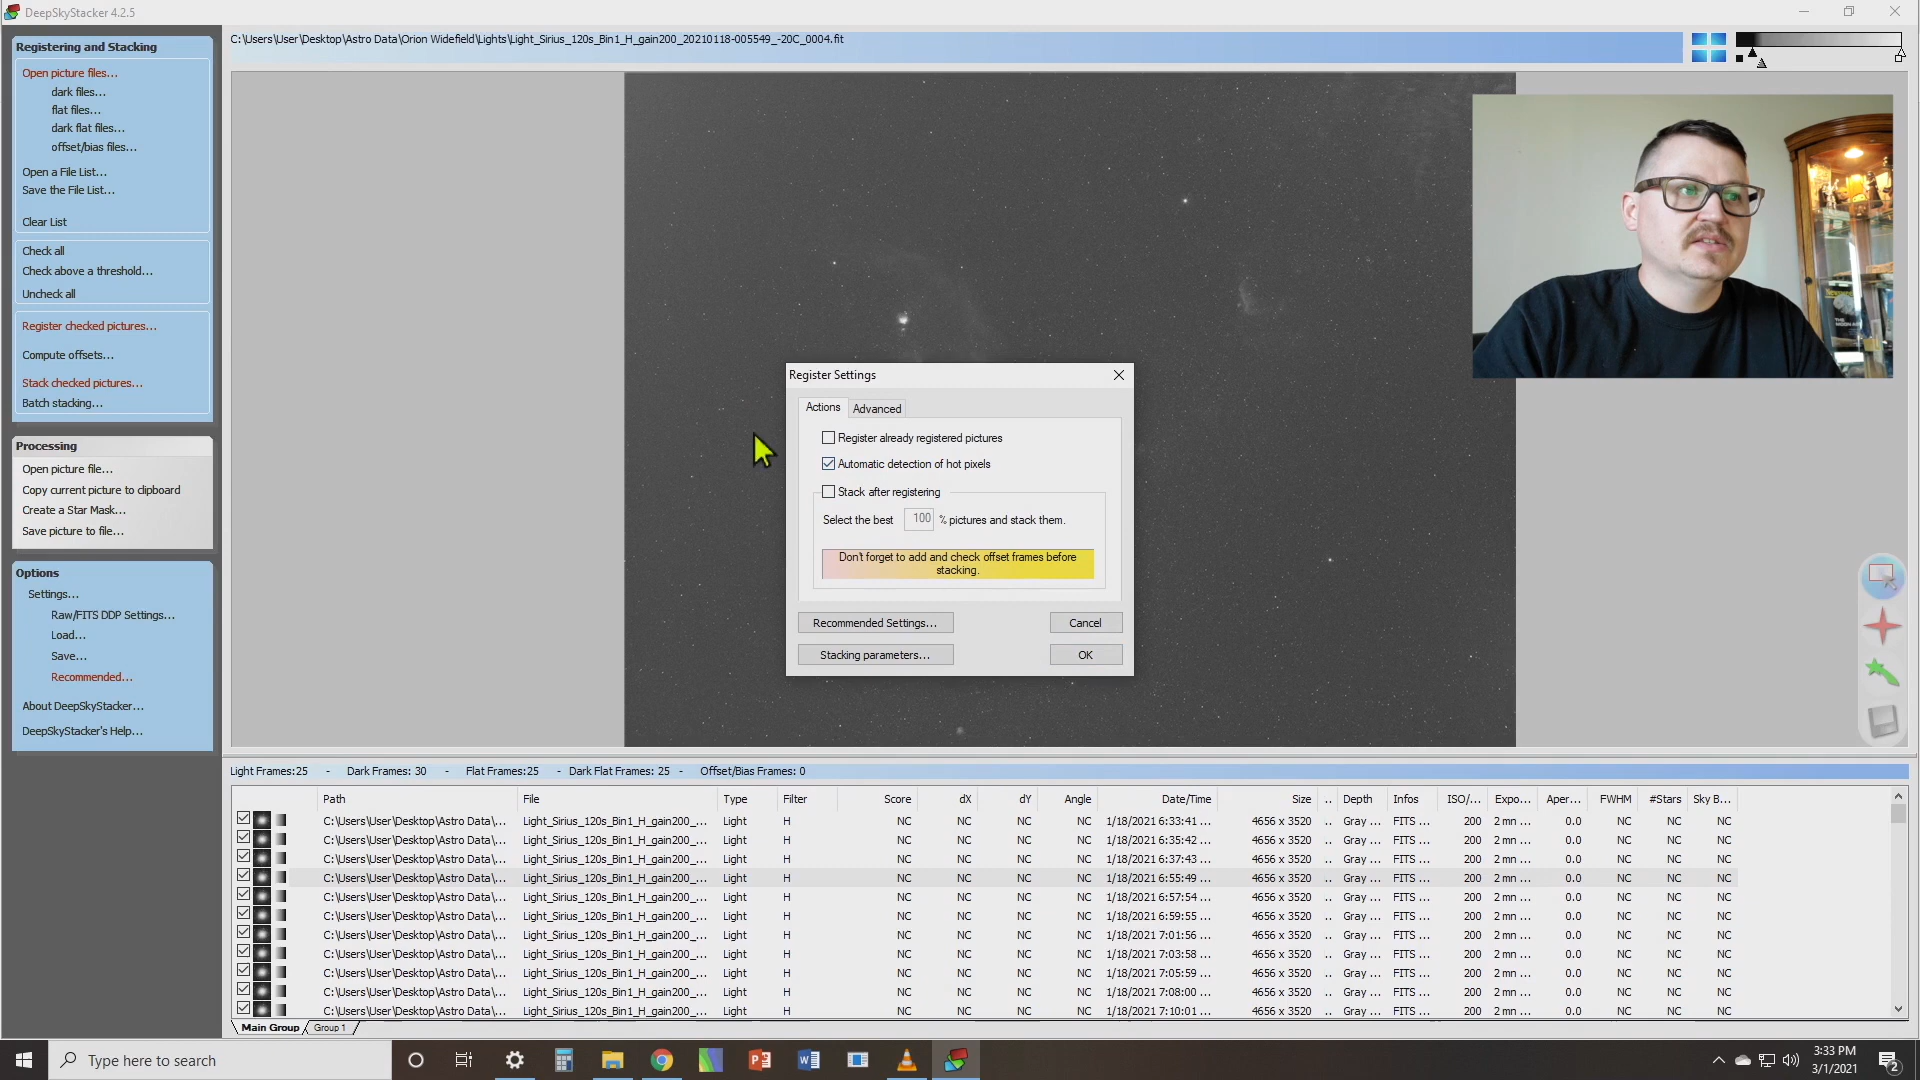 DeepSkyStacker 4.2.5
Registering and Stacking
Open picture files...
dark files...
flat files...
dark flat files...
offset/bias files...
Open a File List...
Save the File List...
Clear List
Check all
Check above a threshold...
Uncheck all
Register checked pictures...
Compute offsets...
Stack checked pictures...
Batch stacking...
Processing
Open picture file...
Copy current picture to clipboard
Create a Star Mask...
Save picture to file...
Options
Settings...
Raw/FITS DDP Settings...
Load...
Save...
Recommended...
About DeepSkyStacker...
DeepSkyStacker's Help...
C:\Users\User\Desktop\Astro Data\Orion Widefield\Lights\Light_Sirius_120s_Bin1_H_gain200_20210118-005549_-20C_0004.fit
Register Settings
Actions Advanced
Register already registered pictures
Automatic detection of hot pixels
Stack after registering
Select the best 100 % pictures and stack them.
Don't forget to add and check offset frames before
stacking.
Recommended Settings... Cancel
Stacking parameters... OK
Light Frames:25 - Dark Frames: 30 - Flat Frames:25 - Dark Flat Frames: 25 - Offset/Bias Frames: 0
Path File Type Filter Score dX dY Angle Date/Time Size .. Depth Infos ISO/... Expo... Aper... FWHM #Stars Sky B...
C:\Users\User\Desktop\Astro Data\... Light_Sirius_120s_Bin1_H_gain200_... Light H NC NC NC NC 1/18/2021 6:33:41 ... 4656 x 3520 .. Gray ... FITS ... 200 2 mn ... 0.0 NC NC NC
C:\Users\User\Desktop\Astro Data\... Light_Sirius_120s_Bin1_H_gain200_... Light H NC NC NC NC 1/18/2021 6:35:42 ... 4656 x 3520 .. Gray ... FITS ... 200 2 mn ... 0.0 NC NC NC
C:\Users\User\Desktop\Astro Data\... Light_Sirius_120s_Bin1_H_gain200_... Light H NC NC NC NC 1/18/2021 6:37:43 ... 4656 x 3520 .. Gray ... FITS ... 200 2 mn ... 0.0 NC NC NC
C:\Users\User\Desktop\Astro Data\... Light_Sirius_120s_Bin1_H_gain200_... Light H NC NC NC NC 1/18/2021 6:55:49 ... 4656 x 3520 .. Gray ... FITS ... 200 2 mn ... 0.0 NC NC NC
C:\Users\User\Desktop\Astro Data\... Light_Sirius_120s_Bin1_H_gain200_... Light H NC NC NC NC 1/18/2021 6:57:54 ... 4656 x 3520 .. Gray ... FITS ... 200 2 mn ... 0.0 NC NC NC
C:\Users\User\Desktop\Astro Data\... Light_Sirius_120s_Bin1_H_gain200_... Light H NC NC NC NC 1/18/2021 6:59:55 ... 4656 x 3520 .. Gray ... FITS ... 200 2 mn ... 0.0 NC NC NC
C:\Users\User\Desktop\Astro Data\... Light_Sirius_120s_Bin1_H_gain200_... Light H NC NC NC NC 1/18/2021 7:01:56 ... 4656 x 3520 .. Gray ... FITS ... 200 2 mn ... 0.0 NC NC NC
C:\Users\User\Desktop\Astro Data\... Light_Sirius_120s_Bin1_H_gain200_... Light H NC NC NC NC 1/18/2021 7:03:58 ... 4656 x 3520 .. Gray ... FITS ... 200 2 mn ... 0.0 NC NC NC
C:\Users\User\Desktop\Astro Data\... Light_Sirius_120s_Bin1_H_gain200_... Light H NC NC NC NC 1/18/2021 7:05:59 ... 4656 x 3520 .. Gray ... FITS ... 200 2 mn ... 0.0 NC NC NC
C:\Users\User\Desktop\Astro Data\... Light_Sirius_120s_Bin1_H_gain200_... Light H NC NC NC NC 1/18/2021 7:08:00 ... 4656 x 3520 .. Gray ... FITS ... 200 2 mn ... 0.0 NC NC NC
C:\Users\User\Desktop\Astro Data\... Light_Sirius_120s_Bin1_H_gain200_... Light H NC NC NC NC 1/18/2021 7:10:01 ... 4656 x 3520 .. Gray ... FITS ... 200 2 mn ... 0.0 NC NC NC
Main Group Group 1
Type here to search
3:33 PM
3/1/2021
2